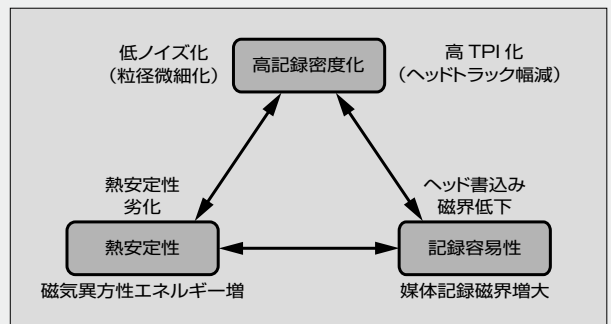 低ノイズ化
（粒径微細化）
高記録密度化
高 TPI 化
（ヘッドトラック幅減）
熱安定性
劣化
ヘッド書込み
磁界低下
熱安定性
記録容易性
磁気異方性エネルギー増
媒体記録磁界増大